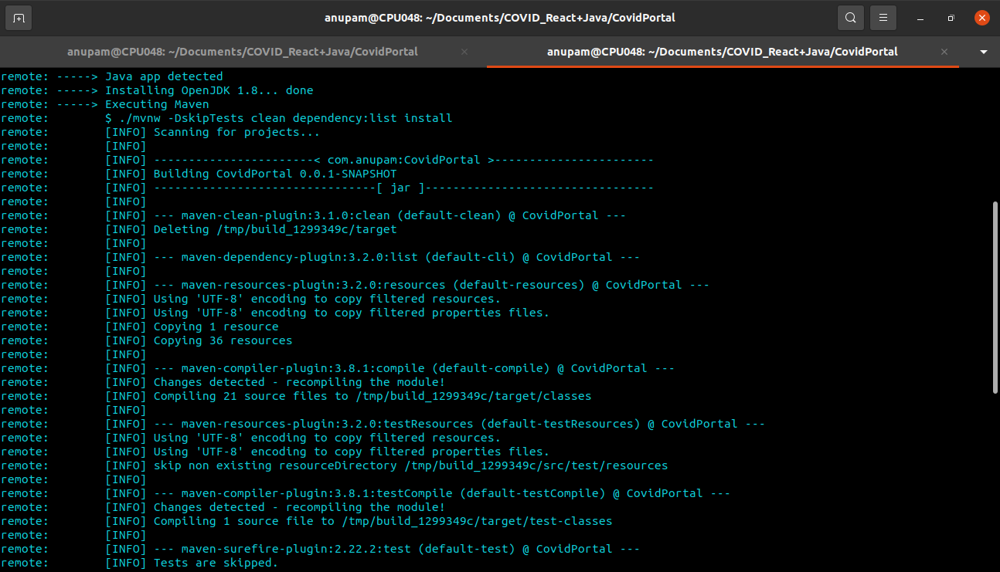 anupam@CPU048: ~/Documents/COVID_React+Java/CovidPortal
anupam@CPU048: ~/Documents/COVID_React+Java/CovidPortal
anupam@CPU048: ~/Documents/COVID_React+Java/CovidPortal
remote: -----> Java app detected
remote: -----> Installing OpenJDK 1.8... done
remote: -----> Executing Maven
remote:        $ ./mvnw -DskipTests clean dependency:list install
remote:        [INFO] Scanning for projects...
remote:        [INFO]
remote:        [INFO] -----------------------< com.anupam:CovidPortal >-----------------------
remote:        [INFO] Building CovidPortal 0.0.1-SNAPSHOT
remote:        [INFO] --------------------------------[ jar ]---------------------------------
remote:        [INFO]
remote:        [INFO] --- maven-clean-plugin:3.1.0:clean (default-clean) @ CovidPortal ---
remote:        [INFO] Deleting /tmp/build_1299349c/target
remote:        [INFO]
remote:        [INFO] --- maven-dependency-plugin:3.2.0:list (default-cli) @ CovidPortal ---
remote:        [INFO]
remote:        [INFO] --- maven-resources-plugin:3.2.0:resources (default-resources) @ CovidPortal ---
remote:        [INFO] Using 'UTF-8' encoding to copy filtered resources.
remote:        [INFO] Using 'UTF-8' encoding to copy filtered properties files.
remote:        [INFO] Copying 1 resource
remote:        [INFO] Copying 36 resources
remote:        [INFO]
remote:        [INFO] --- maven-compiler-plugin:3.8.1:compile (default-compile) @ CovidPortal ---
remote:        [INFO] Changes detected - recompiling the module!
remote:        [INFO] Compiling 21 source files to /tmp/build_1299349c/target/classes
remote:        [INFO]
remote:        [INFO] --- maven-resources-plugin:3.2.0:testResources (default-testResources) @ CovidPortal ---
remote:        [INFO] Using 'UTF-8' encoding to copy filtered resources.
remote:        [INFO] Using 'UTF-8' encoding to copy filtered properties files.
remote:        [INFO] skip non existing resourceDirectory /tmp/build_1299349c/src/test/resources
remote:        [INFO]
remote:        [INFO] --- maven-compiler-plugin:3.8.1:testCompile (default-testCompile) @ CovidPortal ---
remote:        [INFO] Changes detected - recompiling the module!
remote:        [INFO] Compiling 1 source file to /tmp/build_1299349c/target/test-classes
remote:        [INFO]
remote:        [INFO] --- maven-surefire-plugin:2.22.2:test (default-test) @ CovidPortal ---
remote:        [INFO] Tests are skipped.